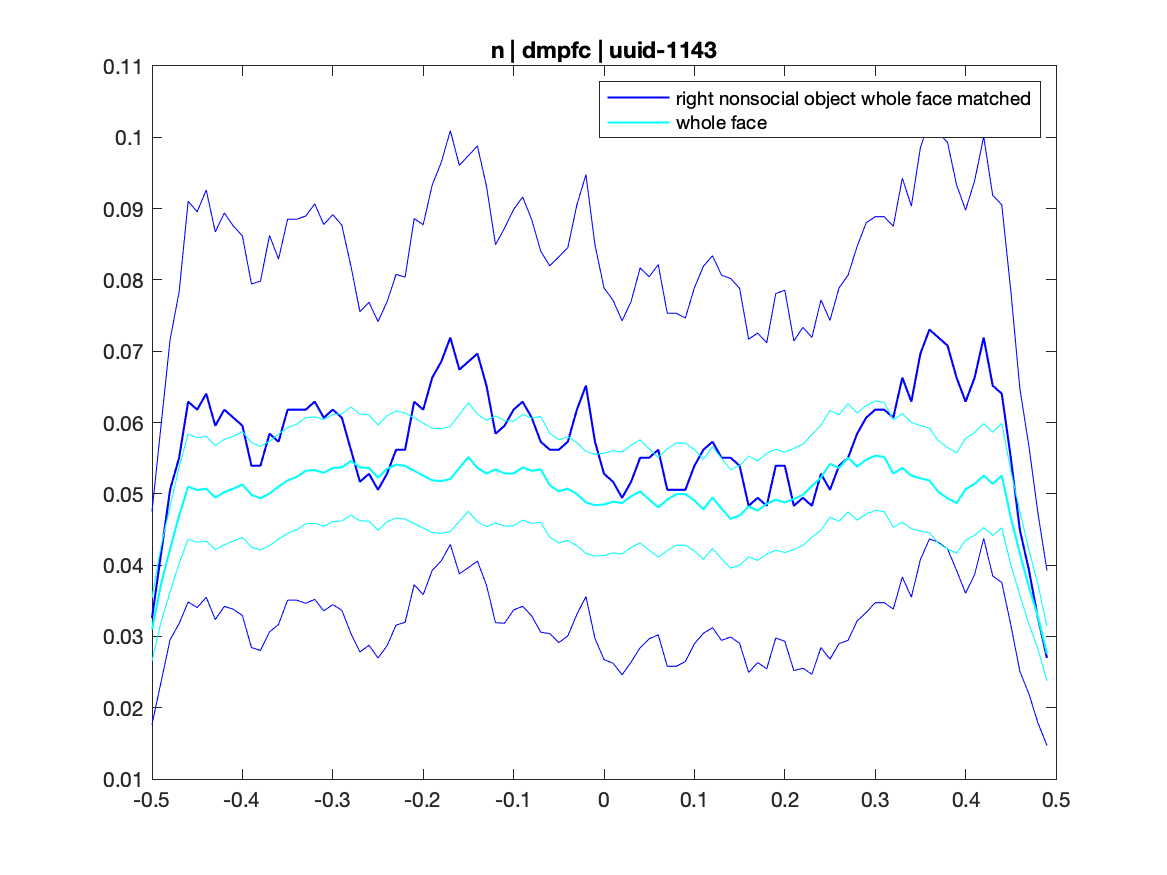 n | dmpfc | uuid-1143
right nonsocial object whole face matched
whole face
0.11
0.1
0.09
0.08
0.07
0.06
0.05
0.04
0.03
0.02
0.01
-0.5 -0.4 -0.3 -0.2 -0.1 0 0.1 0.2 0.3 0.4 0.5